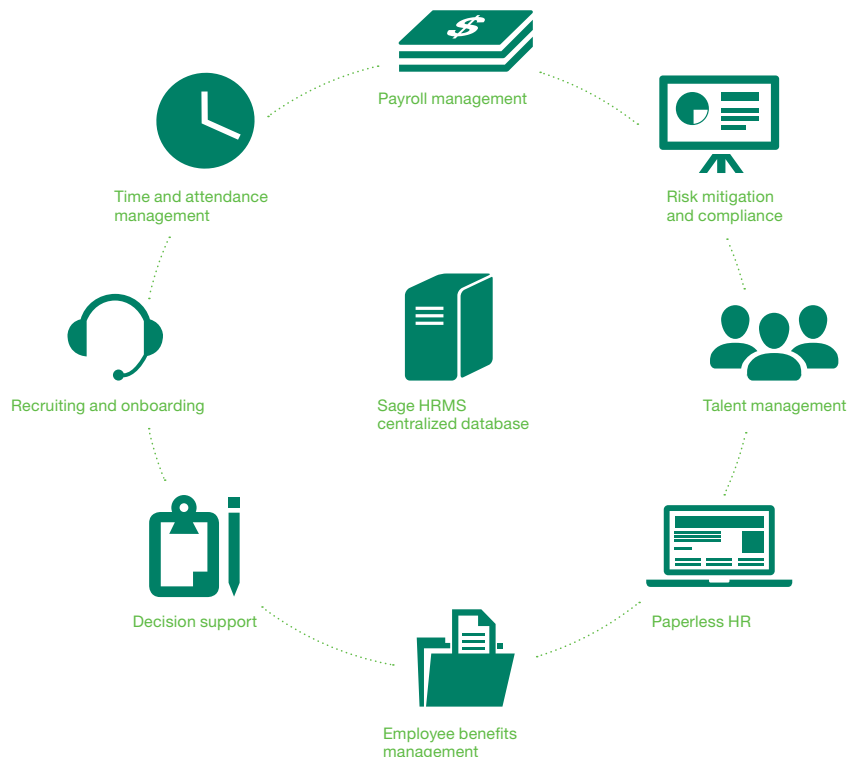 $
Payroll management
Time and attendance
management
Risk mitigation
and compliance
Recruiting and onboarding
Sage HRMS
centralized database
Talent management
Decision support
Paperless HR
Employee benefits
management